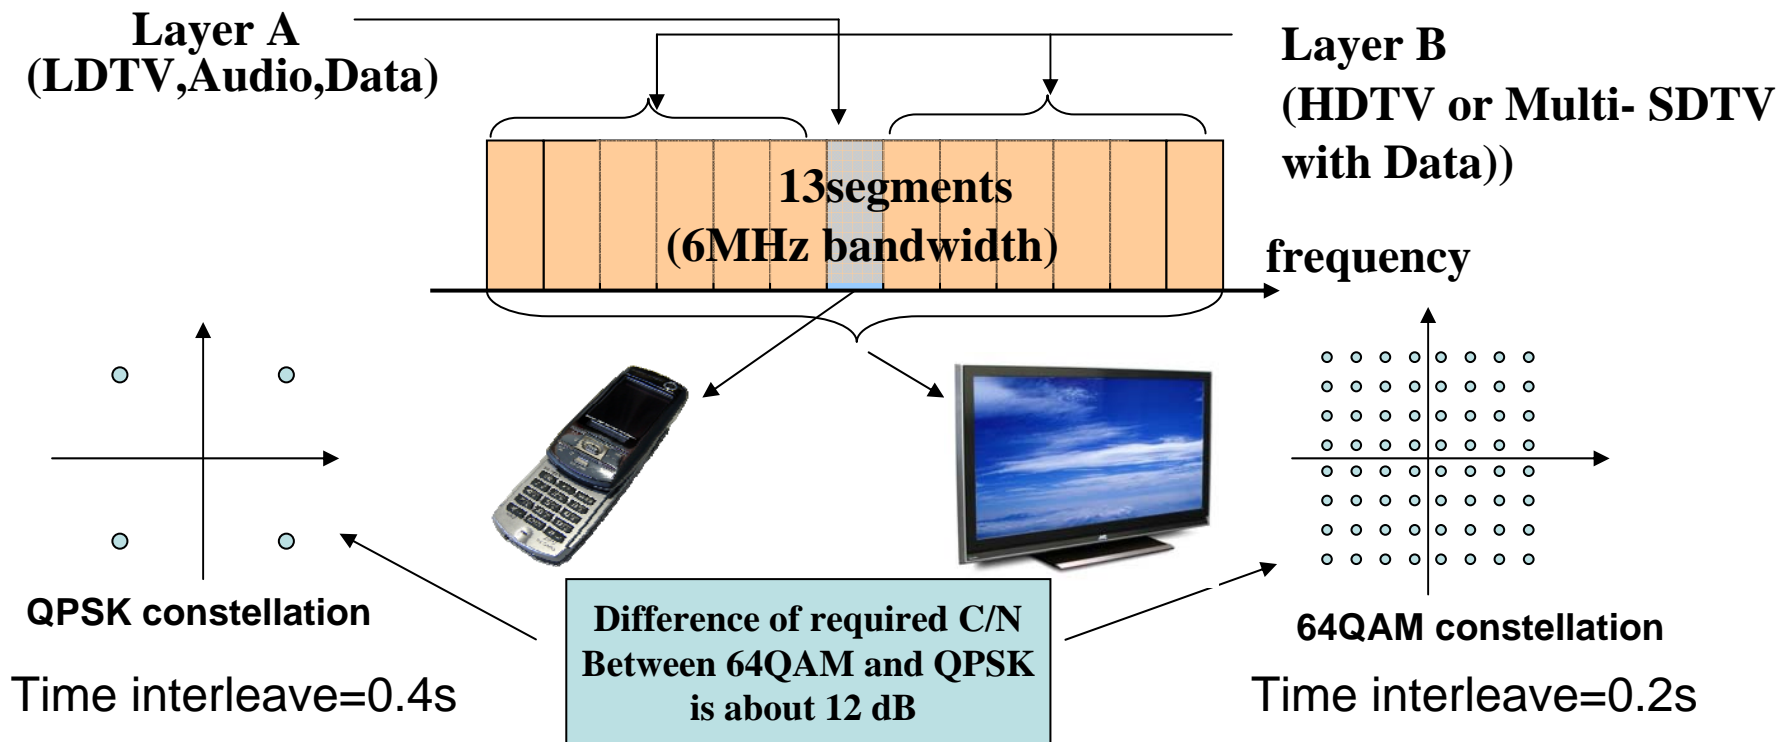 Layer A
(LDTV,Audio,Data)
Layer B
(HDTV or Multi- SDTV
with Data))
13segments
(6MHz bandwidth)
frequency
QPSK constellation
Time interleave=0.4s
Difference of required C/N
Between 64QAM and QPSK
is about 12 dB
64QAM constellation
Time interleave=0.2s